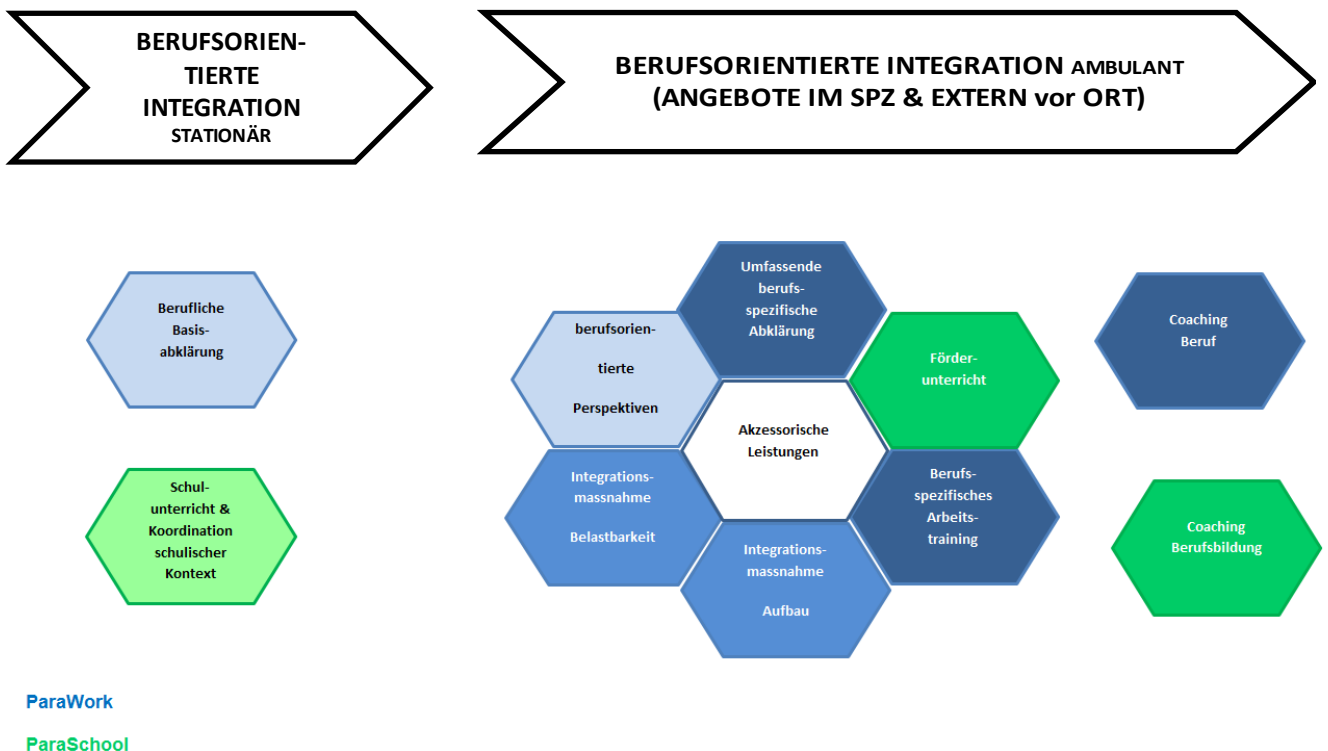 BERUFSORIEN-
TIERTE
INTEGRATION
STATIONÄR
BERUFSORIENTIERTE INTEGRATION AMBULANT
(ANGEBOTE IM SPZ & EXTERN vor ORT)
Berufliche
Basis-
abklärung
Schul-
unterricht &
Koordination
schulischer
Kontext
Umfassende
berufs-
spezifische
Abklärung
berufsorien-
tierte
Perspektiven
Förder-
unterricht
Akzessorische
Leistungen
Integrations-
massnahme
Belastbarkeit
Berufs-
spezifisches
Arbeits-
training
Integrations-
massnahme
Aufbau
Coaching
Beruf
Coaching
Berufsbildung
ParaWork
ParaSchool